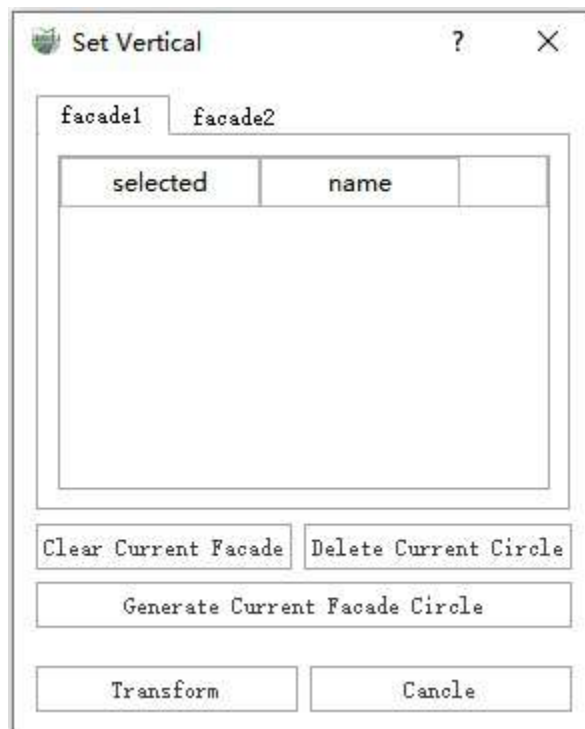 Set Vertical ? ×
facade1 facade2
selected name
Clear Current Facade Delete Current Circle
Generate Current Facade Circle
Transform Cancle